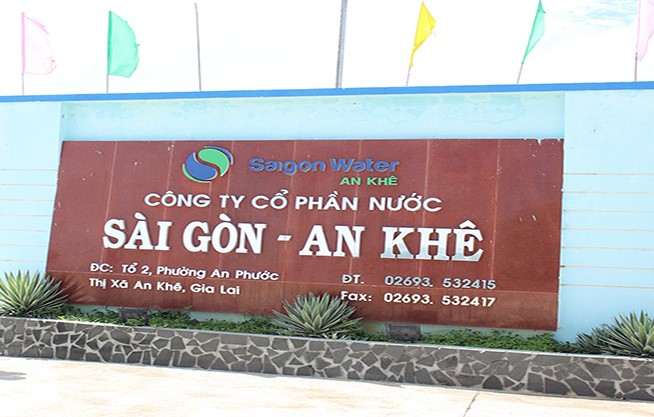 Saigon Water
AN KHÊ
CÔNG TY CỔ PHẦN NƯỚC
SÀI GÒN - AN KHÊ
ĐC: Tổ 2, Phường An Phước
Thị Xã An Khê, Gia Lai
ĐT. 02693. 532415
Fax: 02693. 532417